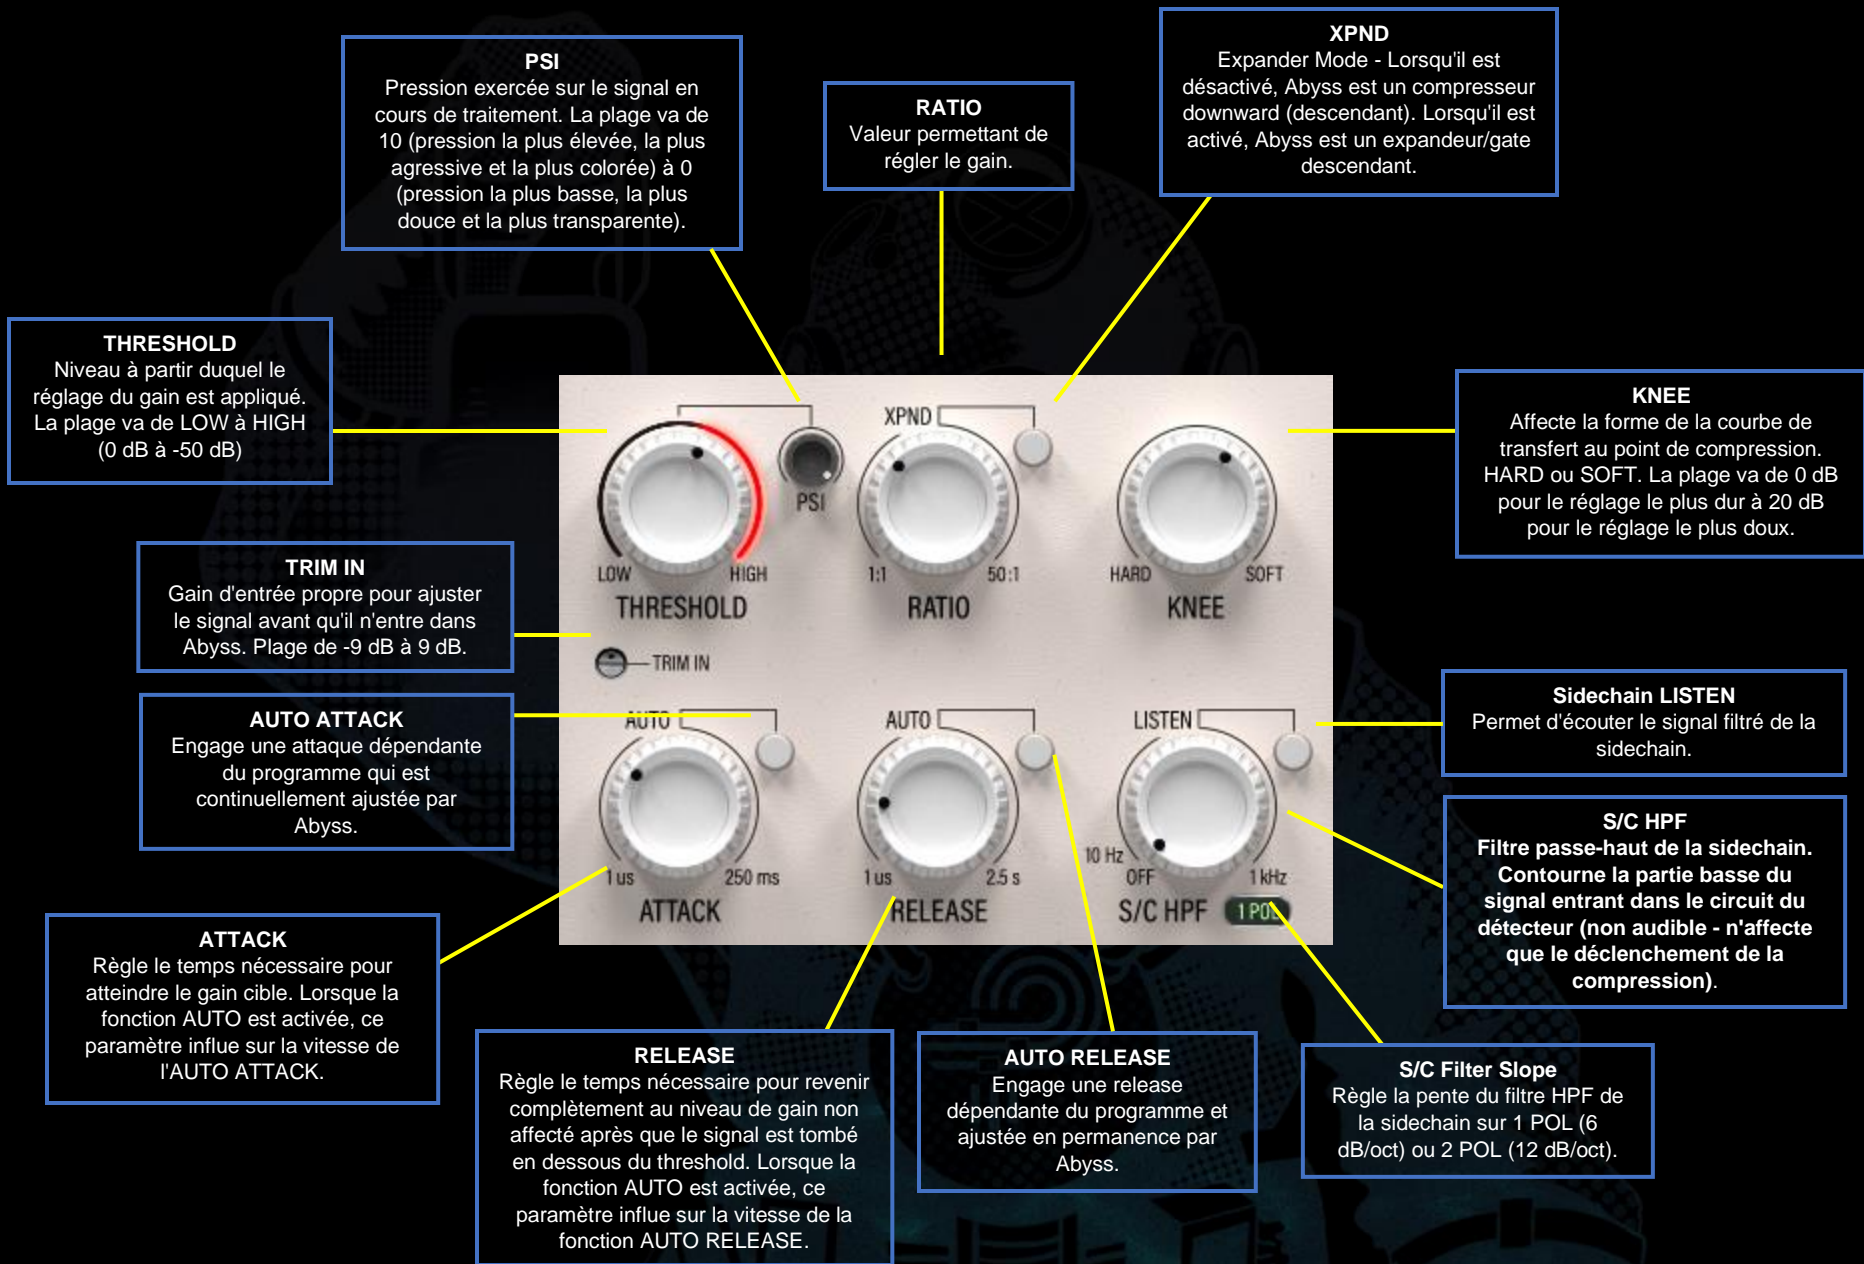 XPND
Expander Mode - Lorsqu'il est
désactivé, Abyss est un compresseur
downward (descendant). Lorsqu'il est
activé, Abyss est un expandeur/gate
descendant.
PSI
Pression exercée sur le signal en
cours de traitement. La plage va de
10 (pression la plus élevée, la plus
agressive et la plus colorée) à 0
(pression la plus basse, la plus
douce et la plus transparente).
RATIO
Valeur permettant de
régler le gain.
THRESHOLD
Niveau à partir duquel le
réglage du gain est appliqué.
La plage va de LOW à HIGH
(0 dB à -50 dB)
KNEE
Affecte la forme de la courbe de
transfert au point de compression.
HARD ou SOFT. La plage va de 0 dB
pour le réglage le plus dur à 20 dB
pour le réglage le plus doux.
XPND
PSI
LOW HIGH
THRESHOLD
1:1 50:1
RATIO
HARD SOFT
KNEE
TRIM IN
Gain d'entrée propre pour ajuster
le signal avant qu'il n'entre dans
Abyss. Plage de -9 dB à 9 dB.
TRIM IN
AUTO ATTACK
Engage une attaque dépendante
du programme qui est
continuellement ajustée par
Abyss.
AUTO
1 us 250 ms
ATTACK
AUTO
1 us 2.5 s
RELEASE
LISTEN
10 Hz
OFF 1 kHz
S/C HPF 1 POL
Sidechain LISTEN
Permet d'écouter le signal filtré de la
sidechain.
S/C HPF
Filtre passe-haut de la sidechain.
Contourne la partie basse du
signal entrant dans le circuit du
détecteur (non audible - n'affecte
que le déclenchement de la
compression).
ATTACK
Règle le temps nécessaire pour
atteindre le gain cible. Lorsque la
fonction AUTO est activée, ce
paramètre influe sur la vitesse de
l'AUTO ATTACK.
RELEASE
Règle le temps nécessaire pour revenir
complètement au niveau de gain non
affecté après que le signal est tombé
en dessous du threshold. Lorsque la
fonction AUTO est activée, ce
paramètre influe sur la vitesse de la
fonction AUTO RELEASE.
AUTO RELEASE
Engage une release
dépendante du programme et
ajustée en permanence par
Abyss.
S/C Filter Slope
Règle la pente du filtre HPF de
la sidechain sur 1 POL (6
dB/oct) ou 2 POL (12 dB/oct).